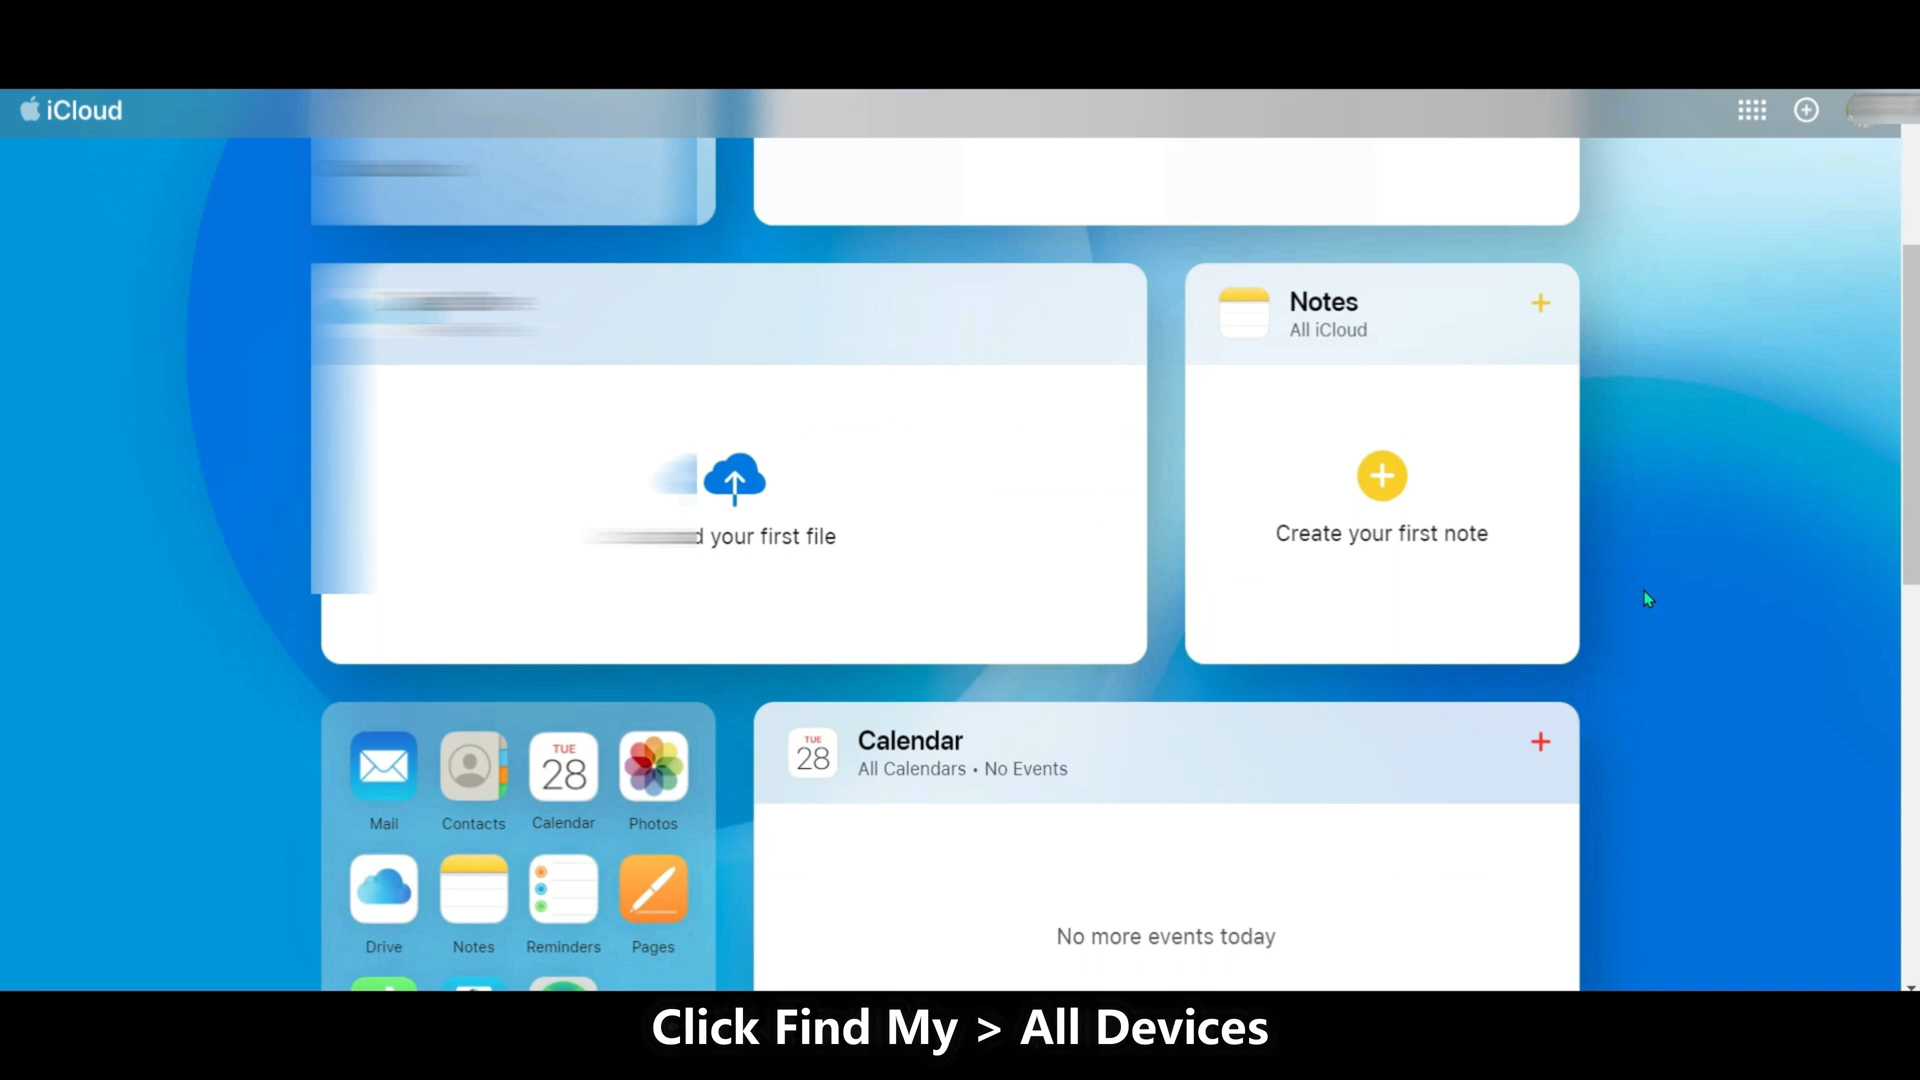 iCloud
Notes
All iCloud
your first file
Create your first note
TUE
28
Calendar
All Calendars • No Events
TUE
28
Mail
Contacts
Calendar
Photos
Drive
Notes
Reminders
Pages
No more events today
Click Find My > All Devices